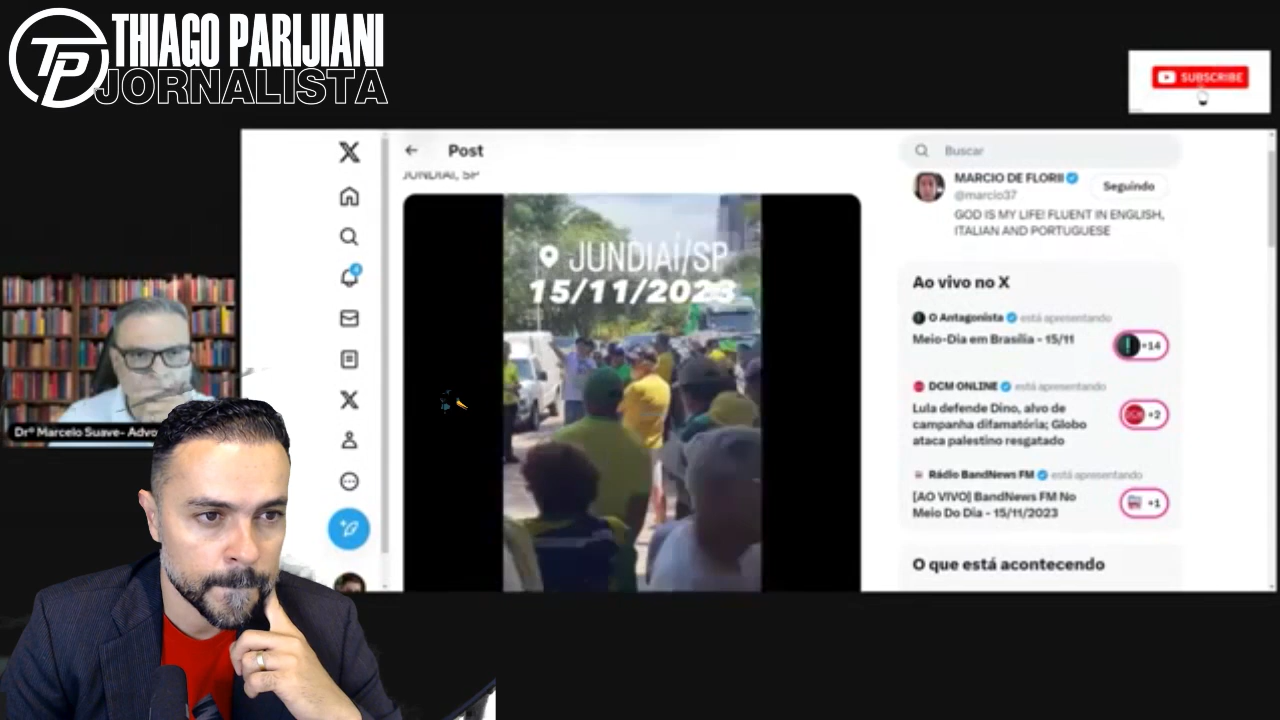 THIAGO PARIJIANI
TP
JORNALISTA
SUBSCRIBE
Post
JUNDIAÍ, SP
JUNDIAÍ/SP
15/11/2023
Drº Marcelo Suave- Advo
Buscar
MARCIO DE FLORII
@marcio37
Seguindo
GOD IS MY LIFE! FLUENT IN ENGLISH,
ITALIAN AND PORTUGUESE
Ao vivo no X
O Antagonista está apresentando
Meio-Dia em Brasília - 15/11
+14
DCM ONLINE está apresentando
Lula defende Dino, alvo de
campanha difamatória; Globo
ataca palestino resgatado
+2
Rádio BandNews FM está apresentando
[AO VIVO] BandNews FM No
Meio Do Dia - 15/11/2023
+1
O que está acontecendo